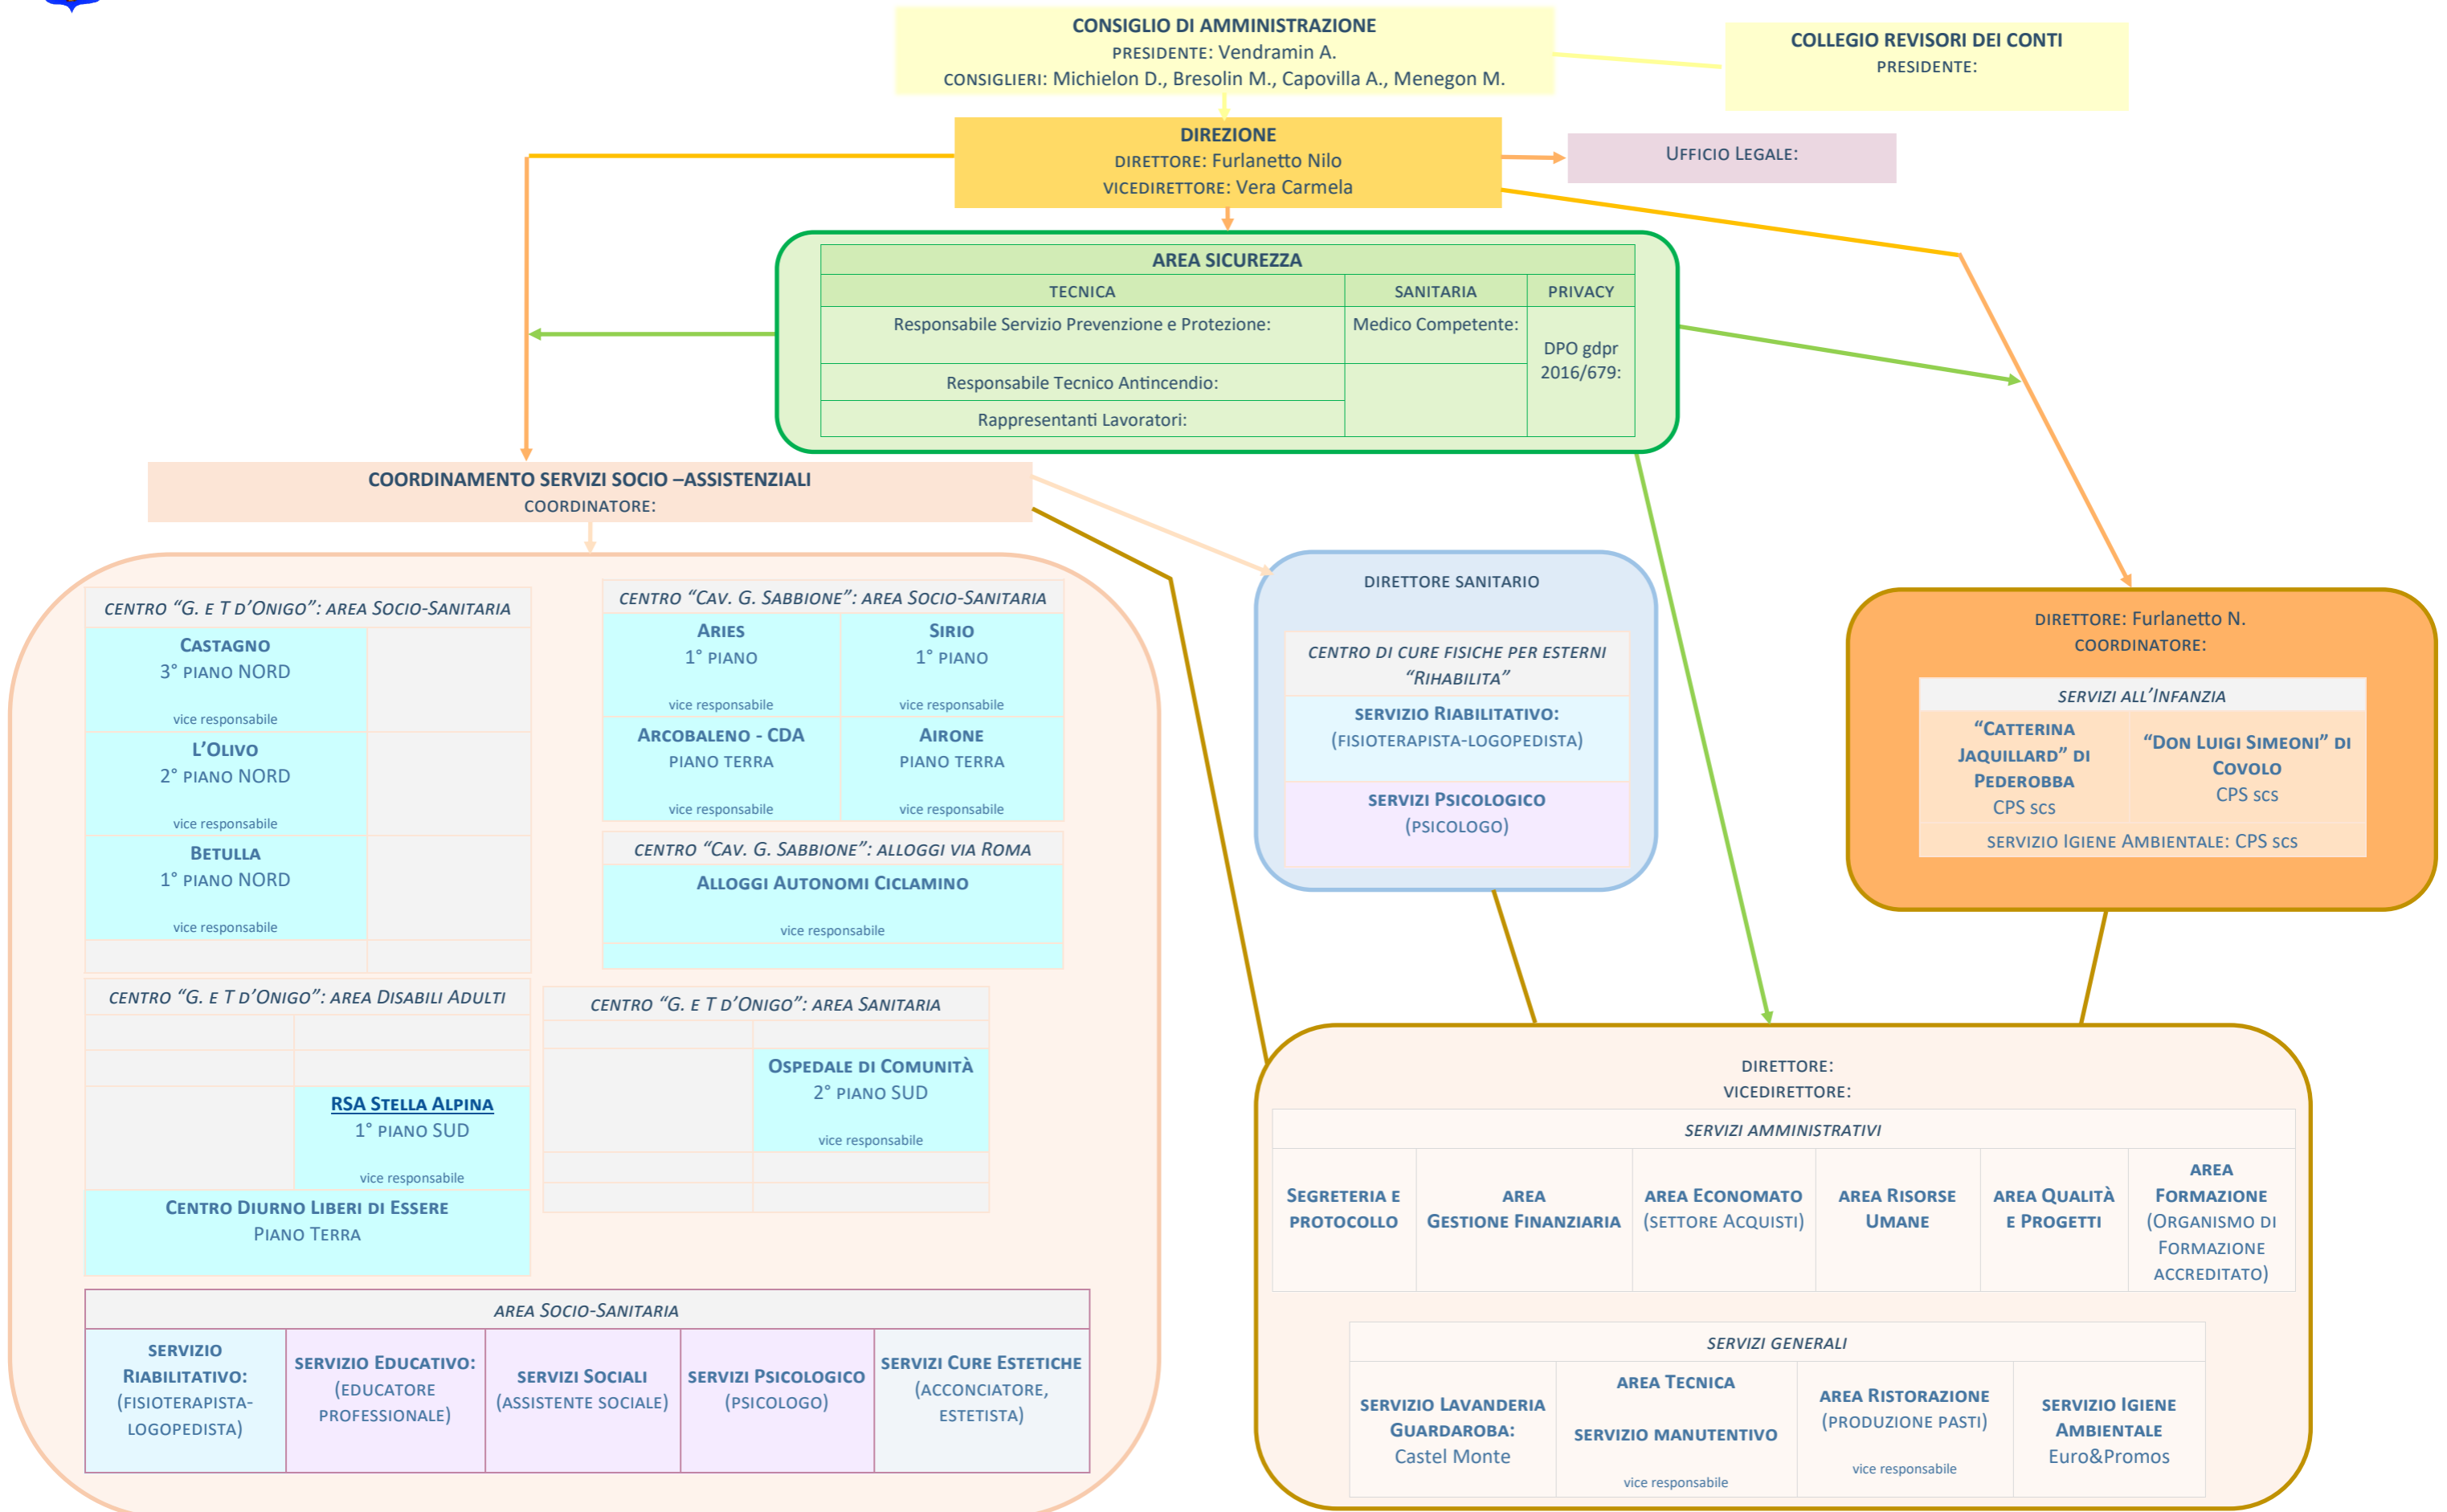 CONSIGLIO DI AMMINISTRAZIONE
PRESIDENTE: Vendramin A.
CONSIGLIERI: Michielon D., Bresolin M., Capovilla A., Menegon M.
COLLEGIO REVISORI DEI CONTI
PRESIDENTE:
DIREZIONE
DIRETTORE: Furlanetto Nilo
VICEDIRETTORE: Vera Carmela
UFFICIO LEGALE:
AREA SICUREZZA
TECNICA
SANITARIA
PRIVACY
Responsabile Servizio Prevenzione e Protezione:
Medico Competente:
DPO gdpr
2016/679:
Responsabile Tecnico Antincendio:
Rappresentanti Lavoratori:
COORDINAMENTO SERVIZI SOCIO –ASSISTENZIALI
COORDINATORE:
CENTRO “G. E T D’ONIGO”: AREA SOCIO-SANITARIA
CASTAGNO
3° PIANO NORD
vice responsabile
L’OLIVO
2° PIANO NORD
vice responsabile
BETULLA
1° PIANO NORD
vice responsabile
CENTRO “CAV. G. SABBIONE”: AREA SOCIO-SANITARIA
ARIES
1° PIANO
vice responsabile
SIRIO
1° PIANO
vice responsabile
ARCOBALENO - CDA
PIANO TERRA
vice responsabile
AIRONE
PIANO TERRA
vice responsabile
CENTRO “CAV. G. SABBIONE”: ALLOGGI VIA ROMA
ALLOGGI AUTONOMI CICLAMINO
vice responsabile
CENTRO “G. E T D’ONIGO”: AREA DISABILI ADULTI
RSA STELLA ALPINA
1° PIANO SUD
vice responsabile
CENTRO DIURNO LIBERI DI ESSERE
PIANO TERRA
CENTRO “G. E T D’ONIGO”: AREA SANITARIA
OSPEDALE DI COMUNITÀ
2° PIANO SUD
vice responsabile
AREA SOCIO-SANITARIA
SERVIZIO
RIABILITATIVO:
(FISIOTERAPISTA-
LOGOPEDISTA)
SERVIZIO EDUCATIVO:
(EDUCATORE
PROFESSIONALE)
SERVIZI SOCIALI
(ASSISTENTE SOCIALE)
SERVIZI PSICOLOGICO
(PSICOLOGO)
SERVIZI CURE ESTETICHE
(ACCONCIATORE,
ESTETISTA)
DIRETTORE SANITARIO
CENTRO DI CURE FISICHE PER ESTERNI
“RIHABILITA”
SERVIZIO RIABILITATIVO:
(FISIOTERAPISTA-LOGOPEDISTA)
SERVIZI PSICOLOGICO
(PSICOLOGO)
DIRETTORE: Furlanetto N.
COORDINATORE:
SERVIZI ALL’INFANZIA
“CATTERINA
JAQUILLARD” DI
PEDEROBBA
CPS SCS
“DON LUIGI SIMEONI” DI
COVOLO
CPS SCS
SERVIZIO IGIENE AMBIENTALE: CPS SCS
DIRETTORE:
VICEDIRETTORE:
SERVIZI AMMINISTRATIVI
SEGRETERIA E
PROTOCOLLO
AREA
GESTIONE FINANZIARIA
AREA ECONOMATO
(SETTORE ACQUISTI)
AREA RISORSE
UMANE
AREA QUALITÀ
E PROGETTI
AREA
FORMAZIONE
(ORGANISMO DI
FORMAZIONE
ACCREDITATO)
SERVIZI GENERALI
SERVIZIO LAVANDERIA
GUARDAROBA:
Castel Monte
AREA TECNICA
SERVIZIO MANUTENTIVO
vice responsabile
AREA RISTORAZIONE
(PRODUZIONE PASTI)
vice responsabile
SERVIZIO IGIENE
AMBIENTALE
Euro&Promos